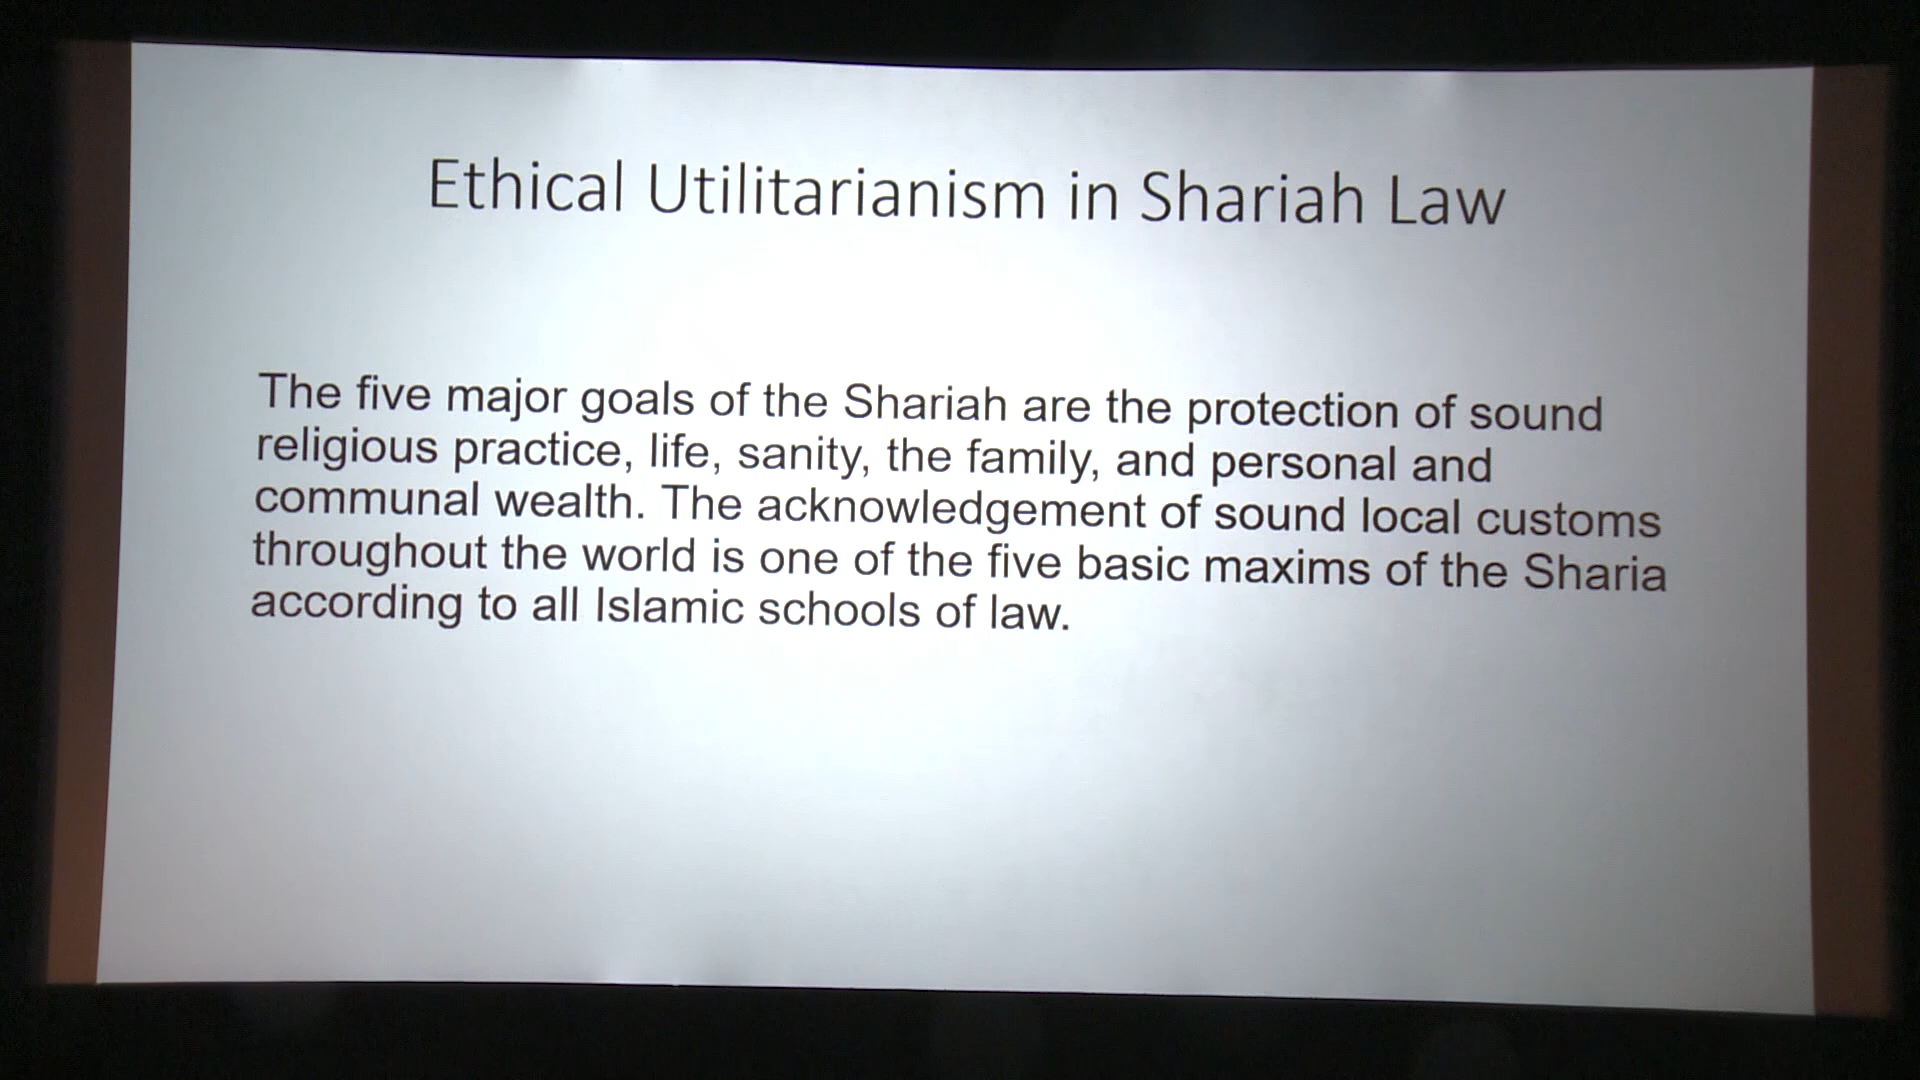 Ethical Utilitarianism in Shariah Law
The five major goals of the Shariah are the protection of sound
religious practice, life, sanity, the family, and personal and
communal wealth. The acknowledgement of sound local customs
throughout the world is one of the five basic maxims of the Sharia
according to all Islamic schools of law.